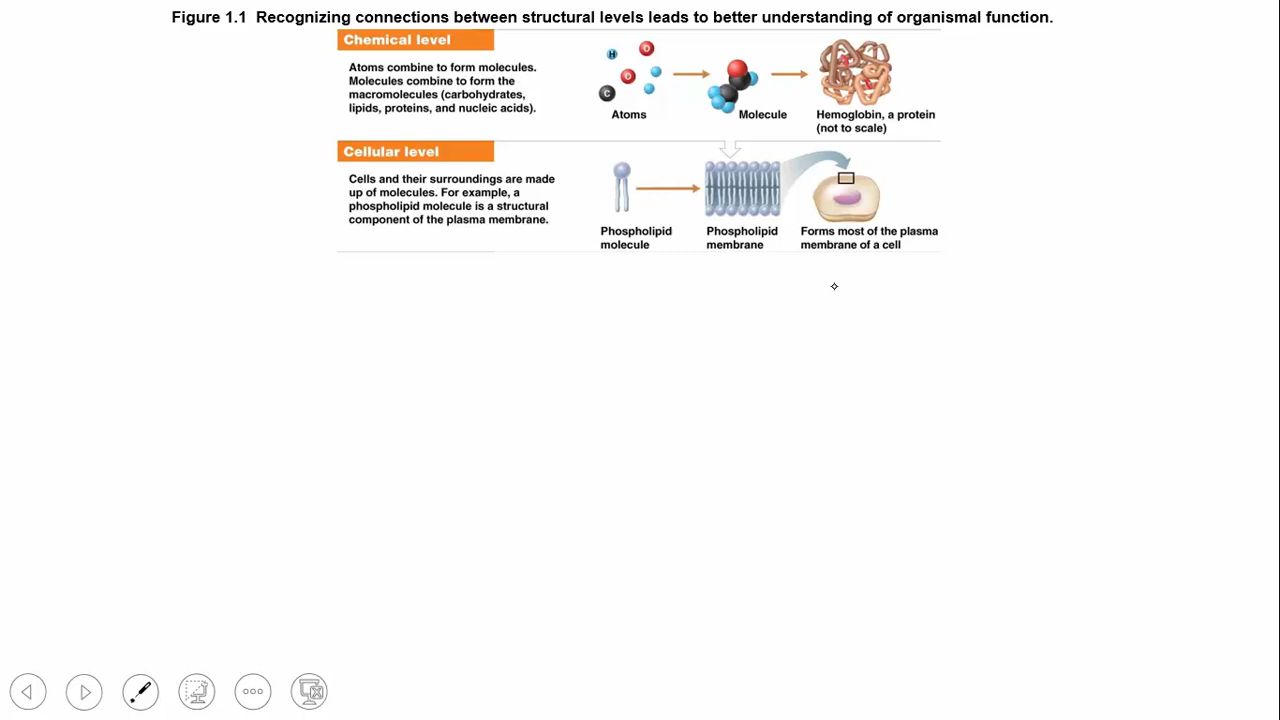 Figure 1.1  Recognizing connections between structural levels leads to better understanding of organismal function.
Chemical level
Atoms combine to form molecules.
Molecules combine to form the
macromolecules (carbohydrates,
lipids, proteins, and nucleic acids).
H
O
O
C
Atoms
Molecule
Hemoglobin, a protein
(not to scale)
Cellular level
Cells and their surroundings are made
up of molecules. For example, a
phospholipid molecule is a structural
component of the plasma membrane.
Phospholipid
molecule
Phospholipid
membrane
Forms most of the plasma
membrane of a cell